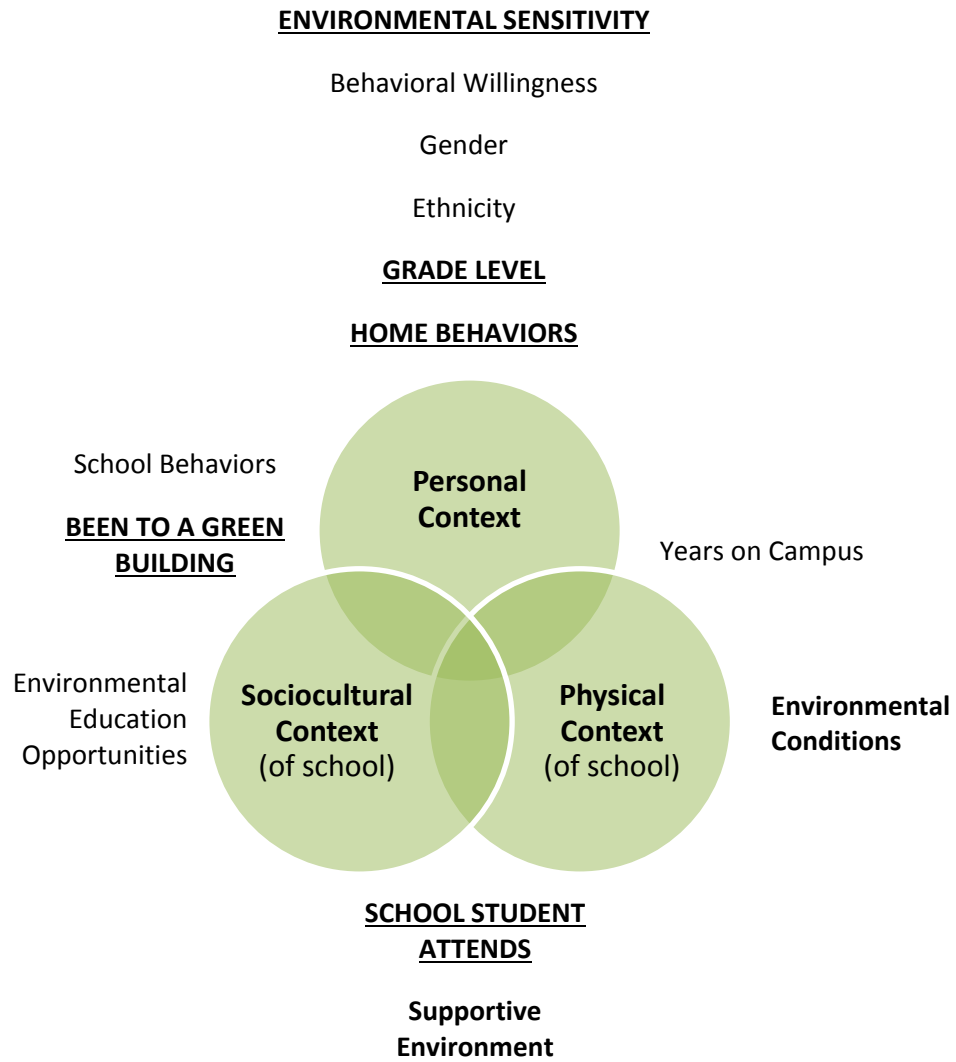 ENVIRONMENTAL SENSITIVITY
Behavioral Willingness
Gender
Ethnicity
GRADE LEVEL
HOME BEHAVIORS
School Behaviors
BEEN TO A GREEN
BUILDING
Personal
Context
Years on Campus
Environmental
Education
Opportunities
Sociocultural
Context
(of school)
Physical
Context
(of school)
Environmental
Conditions
SCHOOL STUDENT
ATTENDS
Supportive
Environment